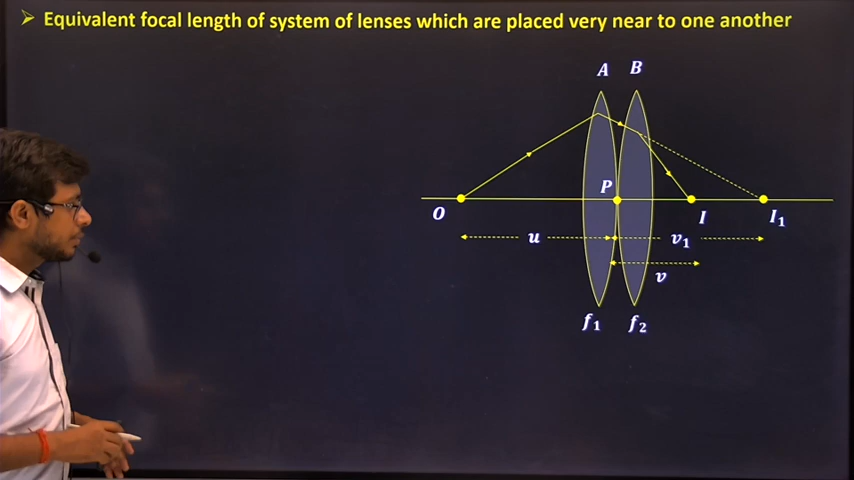 ➢ Equivalent focal length of system of lenses which are placed very near to one another
A B
P
O I I₁
u v₁
v
f₁ f₂